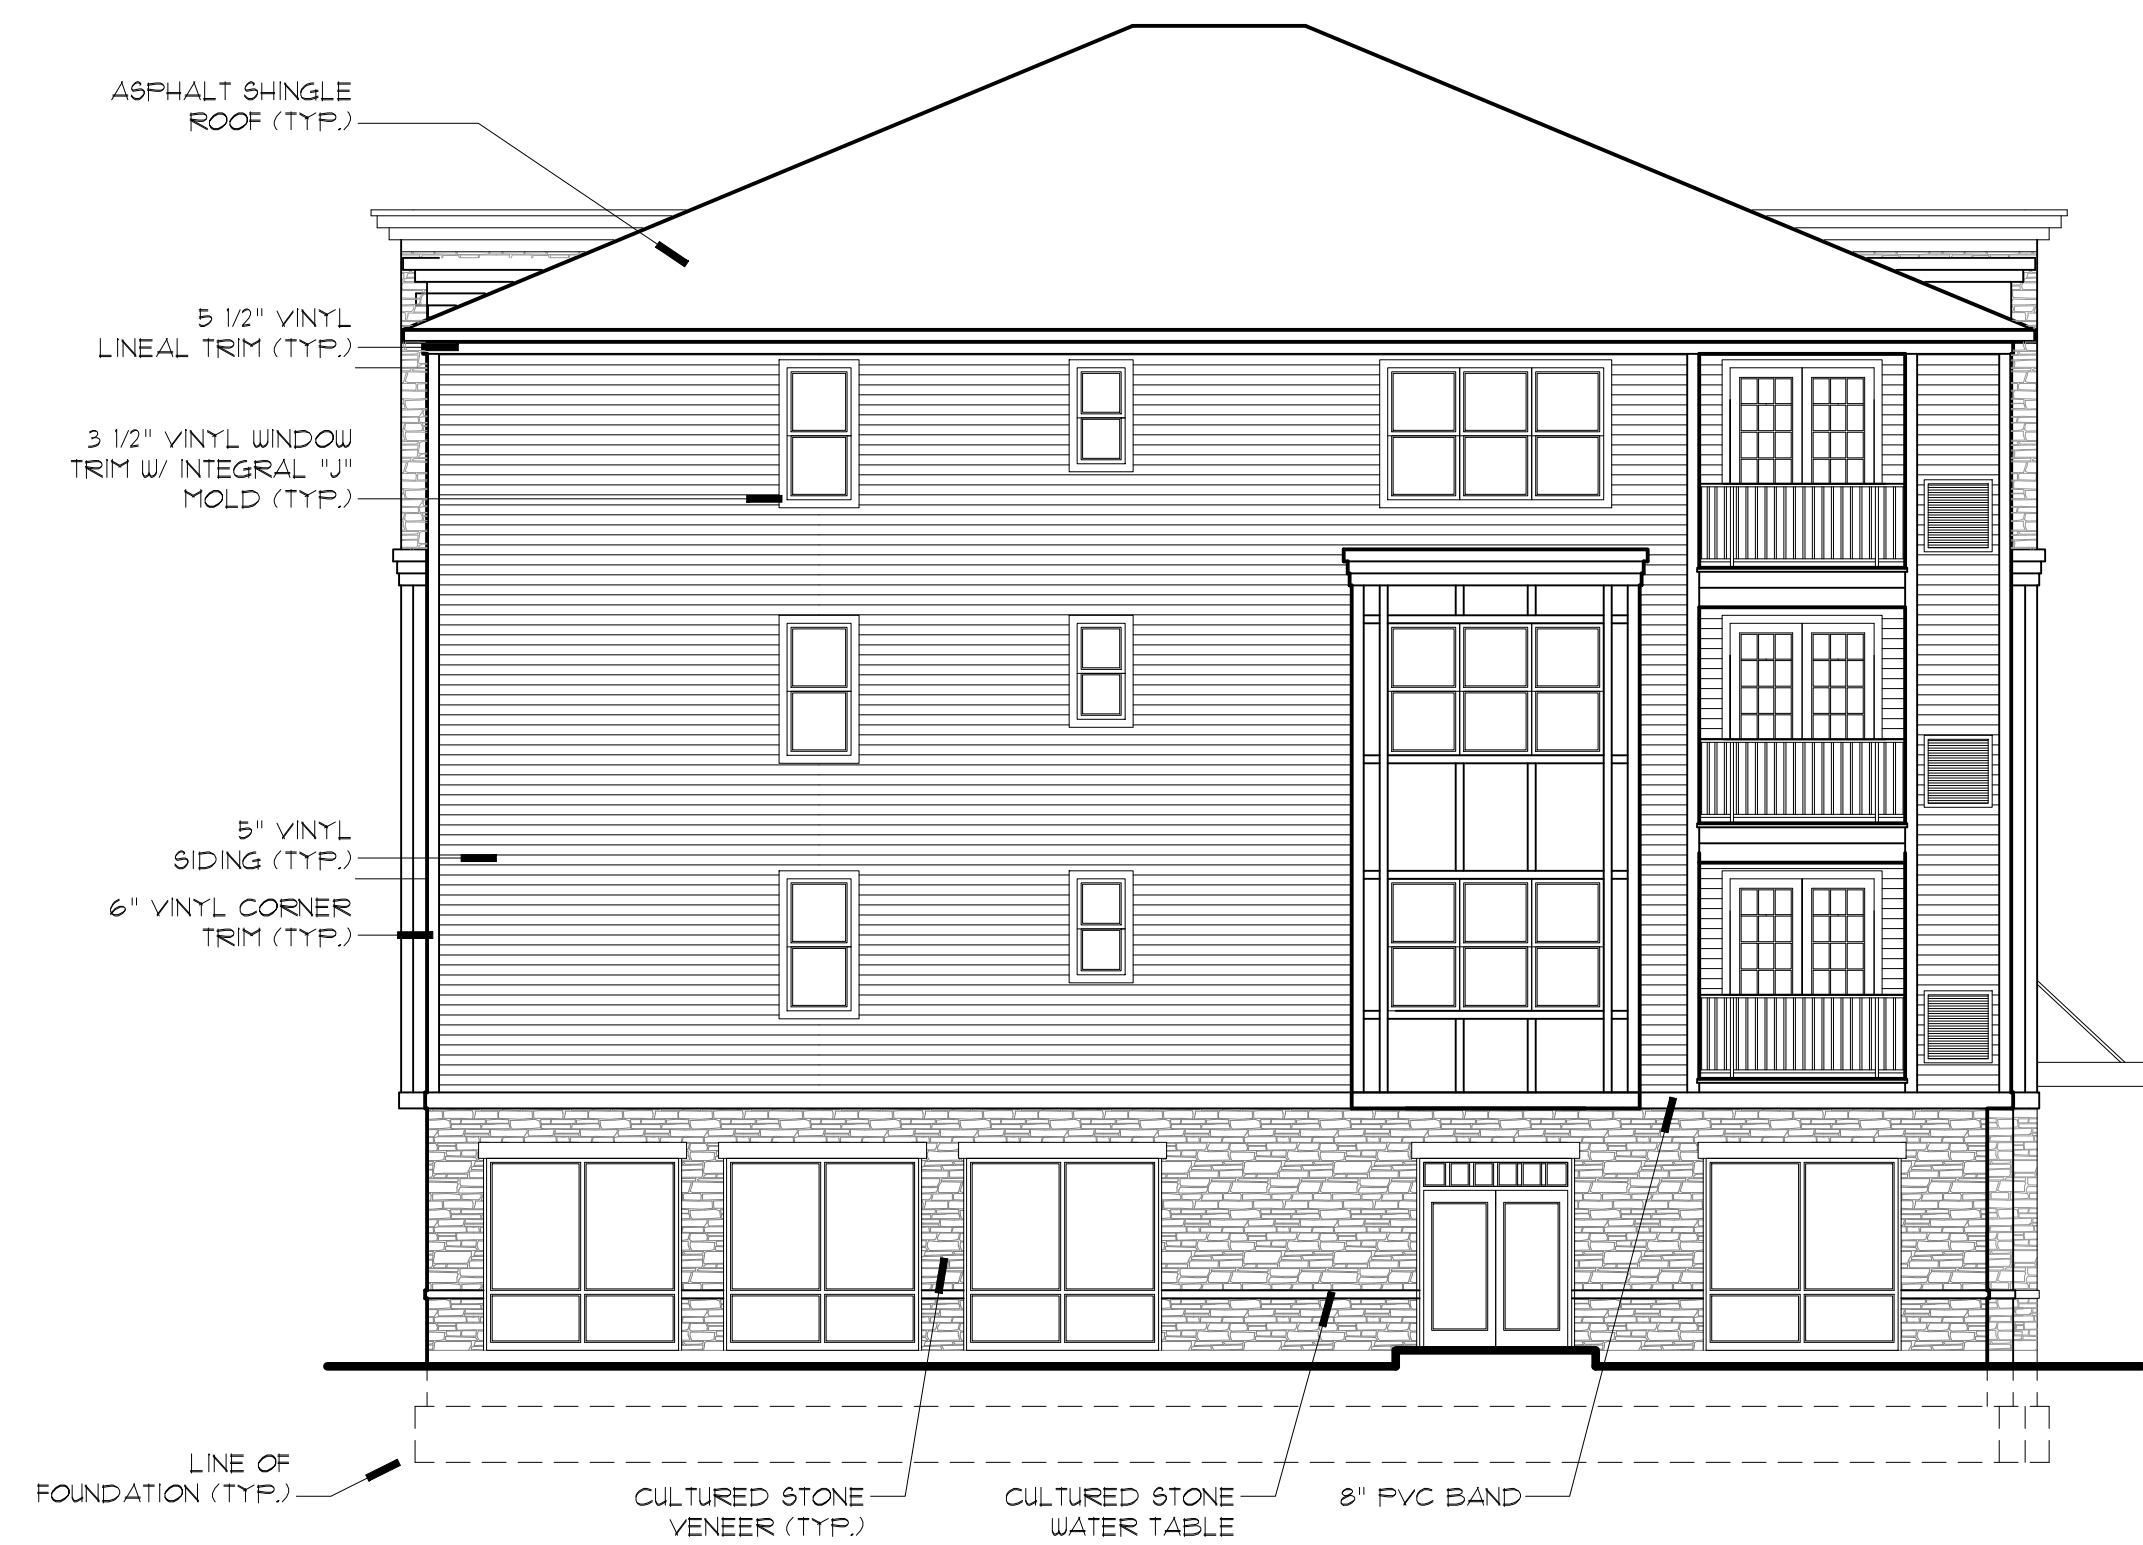 ASPHALT SHINGLE
ROOF (TYP.)
5 1/2" VINYL
LINEAL TRIM (TYP.)
3 1/2" VINYL WINDOW
TRIM W/ INTEGRAL "J"
MOLD (TYP.)
5" VINYL
SIDING (TYP.)
6" VINYL CORNER
TRIM (TYP.)
LINE OF
FOUNDATION (TYP.)
CULTURED STONE
VENEER (TYP.)
CULTURED STONE
WATER TABLE
8" PVC BAND